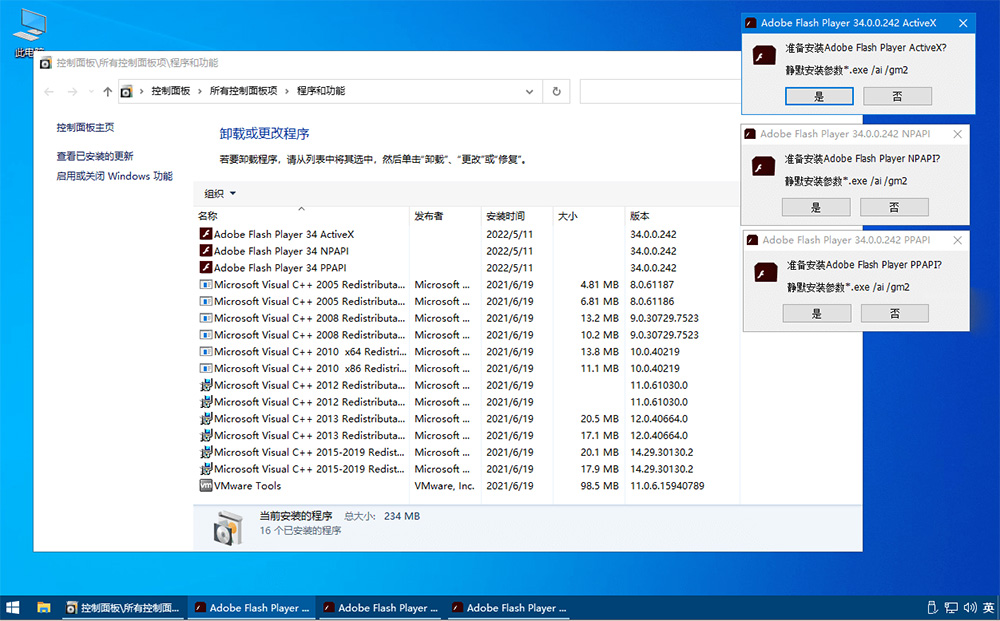 此电脑
控制面板\所有控制面板项\程序和功能
控制面板 › 所有控制面板项 › 程序和功能
控制面板主页
查看已安装的更新
启用或关闭 Windows 功能
卸载或更改程序
若要卸载程序，请从列表中将其选中，然后单击“卸载”、“更改”或“修复”。
组织
名称 发布者 安装时间 大小 版本
Adobe Flash Player 34 ActiveX 2022/5/11 34.0.0.242
Adobe Flash Player 34 NPAPI 2022/5/11 34.0.0.242
Adobe Flash Player 34 PPAPI 2022/5/11 34.0.0.242
Microsoft Visual C++ 2005 Redistributa... Microsoft ... 2021/6/19 4.81 MB 8.0.61187
Microsoft Visual C++ 2005 Redistributa... Microsoft ... 2021/6/19 6.81 MB 8.0.61186
Microsoft Visual C++ 2008 Redistributa... Microsoft ... 2021/6/19 13.2 MB 9.0.30729.7523
Microsoft Visual C++ 2008 Redistributa... Microsoft ... 2021/6/19 10.2 MB 9.0.30729.7523
Microsoft Visual C++ 2010 x64 Redistri... Microsoft ... 2021/6/19 13.8 MB 10.0.40219
Microsoft Visual C++ 2010 x86 Redistri... Microsoft ... 2021/6/19 11.1 MB 10.0.40219
Microsoft Visual C++ 2012 Redistributa... Microsoft ... 2021/6/19 11.0.61030.0
Microsoft Visual C++ 2012 Redistributa... Microsoft ... 2021/6/19 11.0.61030.0
Microsoft Visual C++ 2013 Redistributa... Microsoft ... 2021/6/19 20.5 MB 12.0.40664.0
Microsoft Visual C++ 2013 Redistributa... Microsoft ... 2021/6/19 17.1 MB 12.0.40664.0
Microsoft Visual C++ 2015-2019 Redist... Microsoft ... 2021/6/19 20.1 MB 14.29.30130.2
Microsoft Visual C++ 2015-2019 Redist... Microsoft ... 2021/6/19 17.9 MB 14.29.30130.2
VMware Tools VMware, Inc. 2021/6/19 98.5 MB 11.0.6.15940789
当前安装的程序 总大小: 234 MB
16 个已安装的程序
Adobe Flash Player 34.0.0.242 ActiveX
准备安装Adobe Flash Player ActiveX?
静默安装参数*.exe /ai /gm2
是 否
Adobe Flash Player 34.0.0.242 NPAPI
准备安装Adobe Flash Player NPAPI?
静默安装参数*.exe /ai /gm2
是 否
Adobe Flash Player 34.0.0.242 PPAPI
准备安装Adobe Flash Player PPAPI?
静默安装参数*.exe /ai /gm2
是 否
控制面板\所有控制面... Adobe Flash Player ... Adobe Flash Player ... Adobe Flash Player ... 英